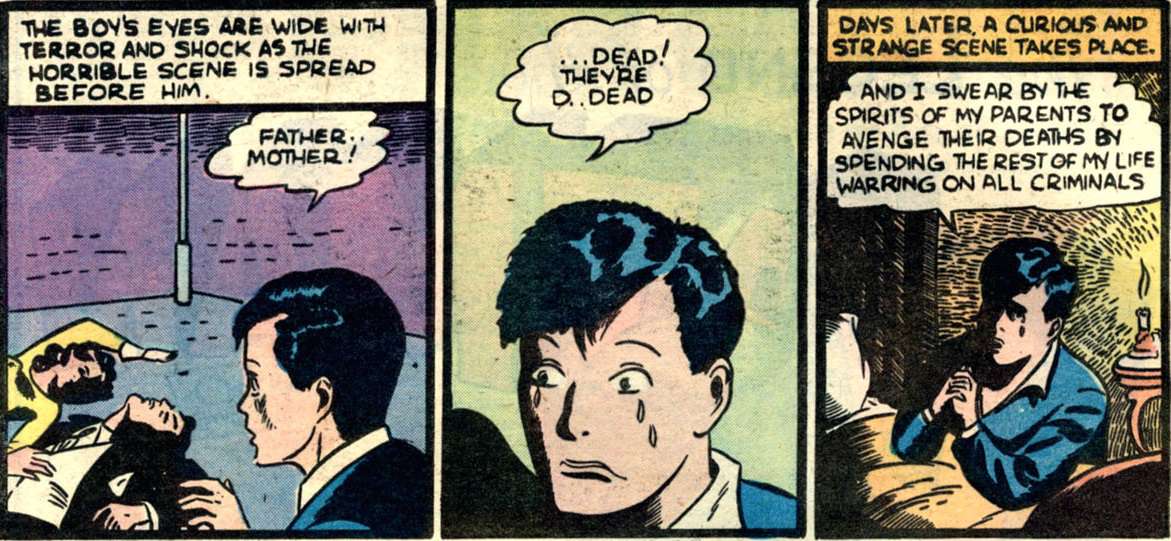 THE BOY'S EYES ARE WIDE WITH
TERROR AND SHOCK AS THE
HORRIBLE SCENE IS SPREAD
BEFORE HIM.
FATHER..
MOTHER!
...DEAD!
THEY'RE
D..DEAD
DAYS LATER, A CURIOUS AND
STRANGE SCENE TAKES PLACE.
AND I SWEAR BY THE
SPIRITS OF MY PARENTS TO
AVENGE THEIR DEATHS BY
SPENDING THE REST OF MY LIFE
WARRING ON ALL CRIMINALS